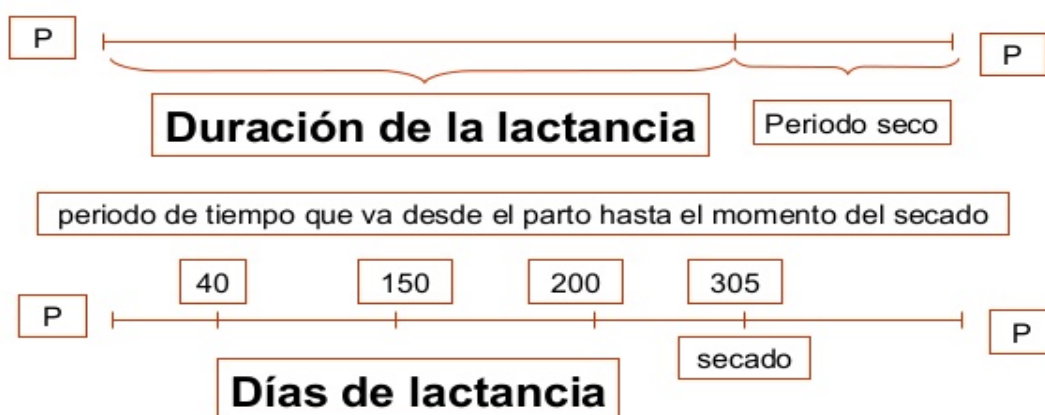 P
P
Duración de la lactancia
Periodo seco
periodo de tiempo que va desde el parto hasta el momento del secado
40
150
200
305
P
P
secado
Días de lactancia